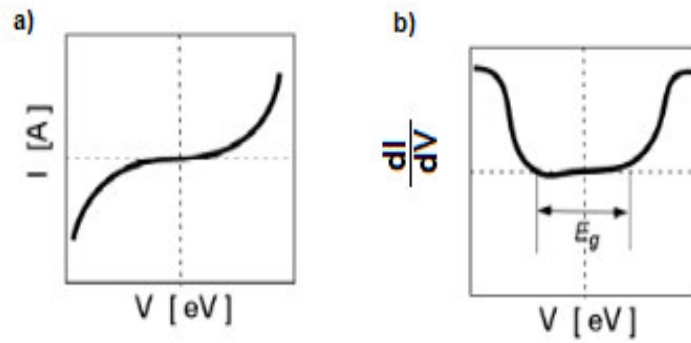 a)
I [A]
V [ eV ]
b)
dI
dV
E_g
V [ eV ]